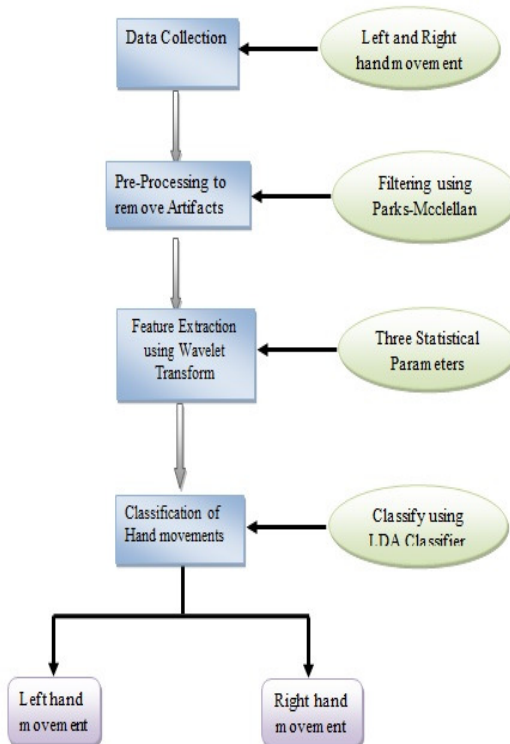 Data Collection
Left and Right
hand movement
Pre-Processing to
remove Artifacts
Filtering using
Parks-Mcclellan
Feature Extraction
using Wavelet
Transform
Three Statistical
Parameters
Classification of
Hand movements
Classify using
LDA Classifier
Left hand
movement
Right hand
movement